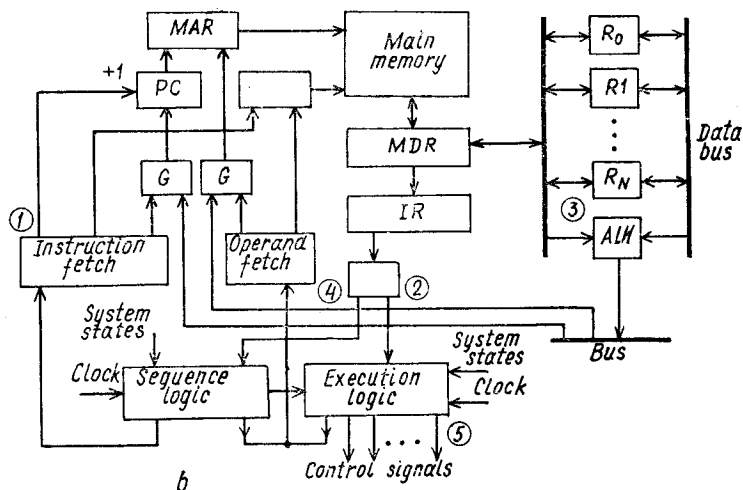 MAR
Main
memory
R0
+1
PC
R1
Data
bus
MDR
G
G
RN
IR
①
③
Instruction
fetch
Operand
fetch
ALH
④
②
System
states
System
states
Bus
Clock
Sequence
logic
Execution
logic
Clock
⑤
Control signals
b